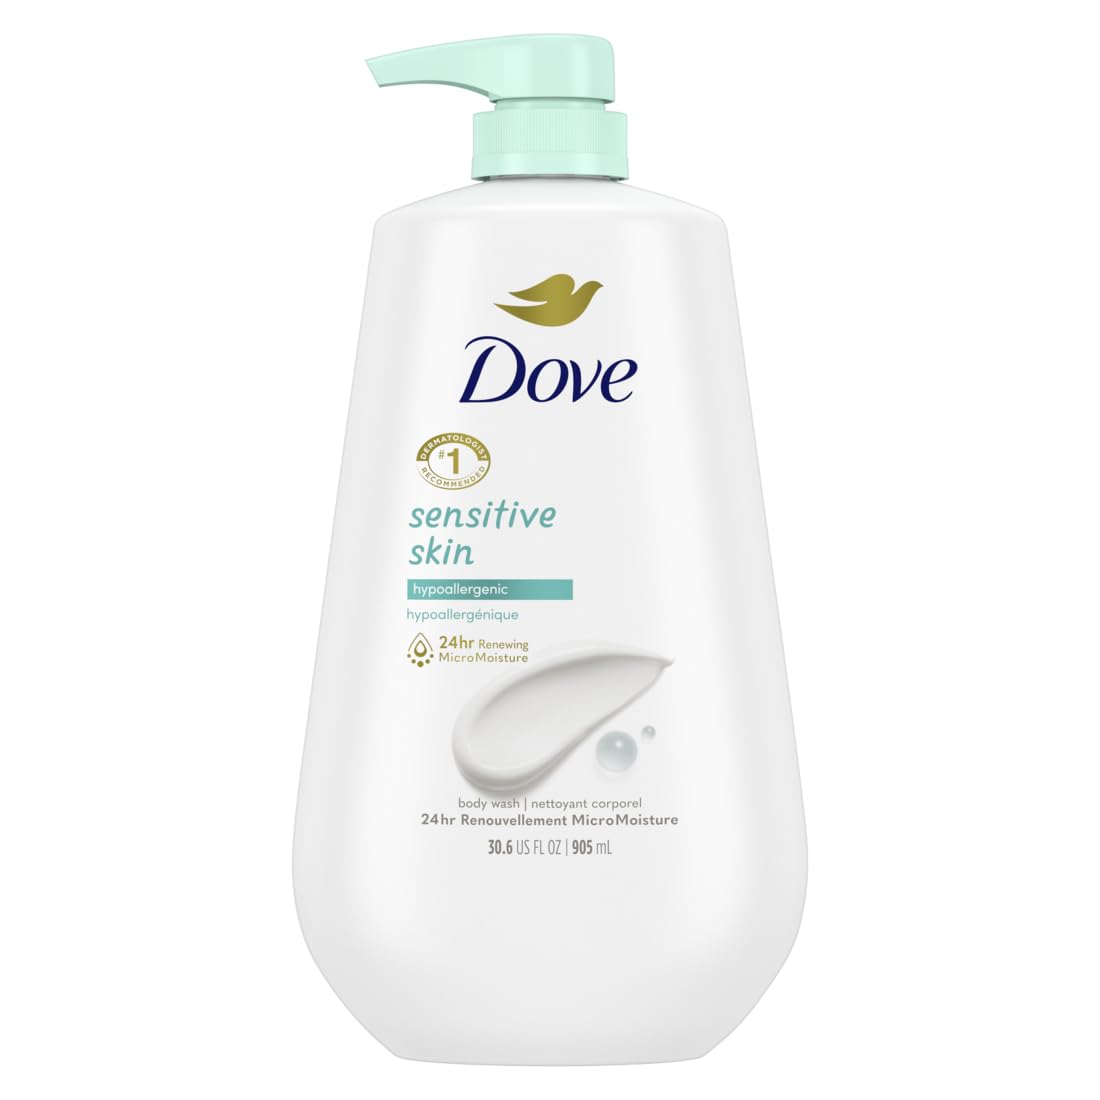 Dove
DERMATOLOGIST
#1
RECOMMENDED
sensitive
skin
hypoallergenic
hypoallergénique
24hr Renewing
MicroMoisture
body wash | nettoyant corporel
24hr Renouvellement MicroMoisture
30.6 US FL OZ | 905 mL